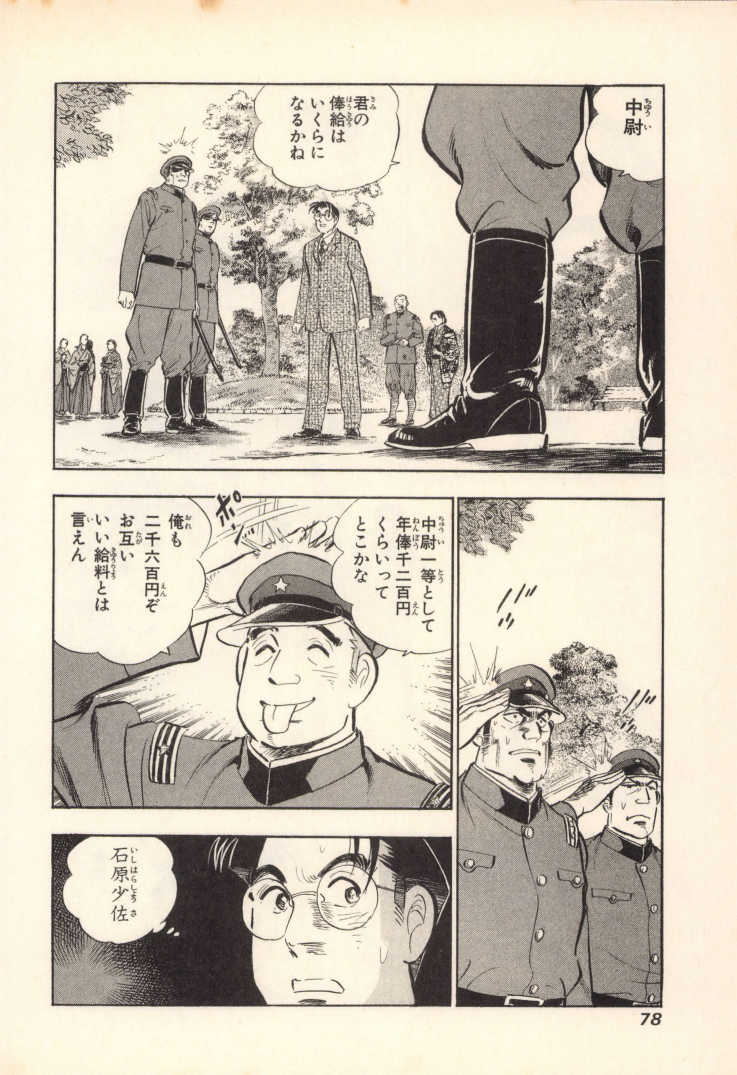 中尉
君の
俸給は
いくらに
なるかね
中尉一等として
年俸千二百円
くらいって
とこかな
ポン
俺も
二千六百円ぞ
お互い
いい給料とは
言えん
石原少佐
78